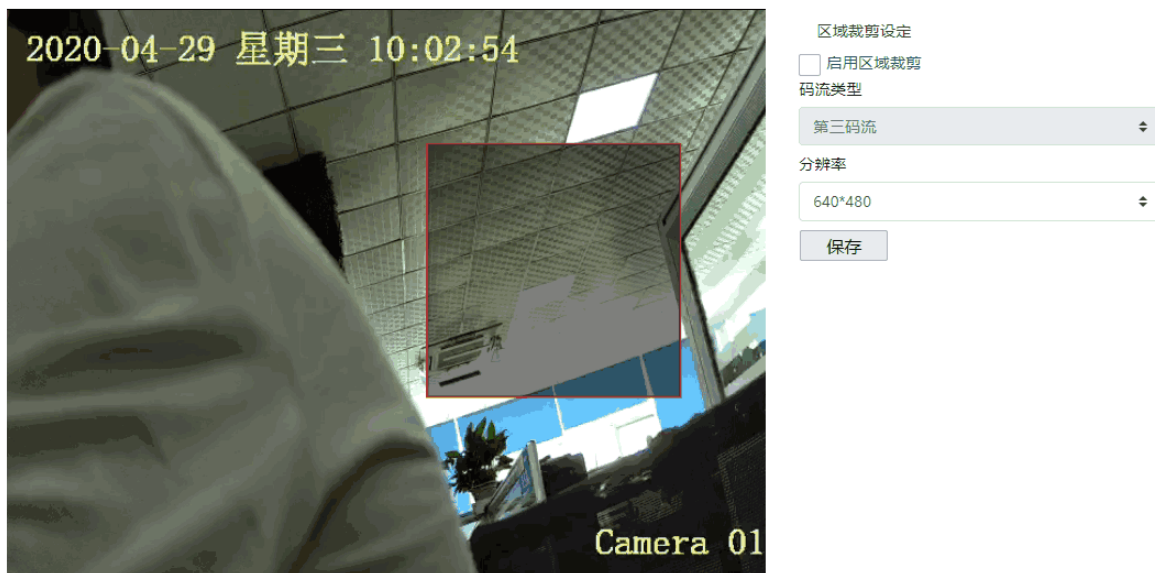 2020-04-29 星期三 10:02:54
Camera 01
区域裁剪设定
启用区域裁剪
码流类型
第三码流
分辨率
640*480
保存